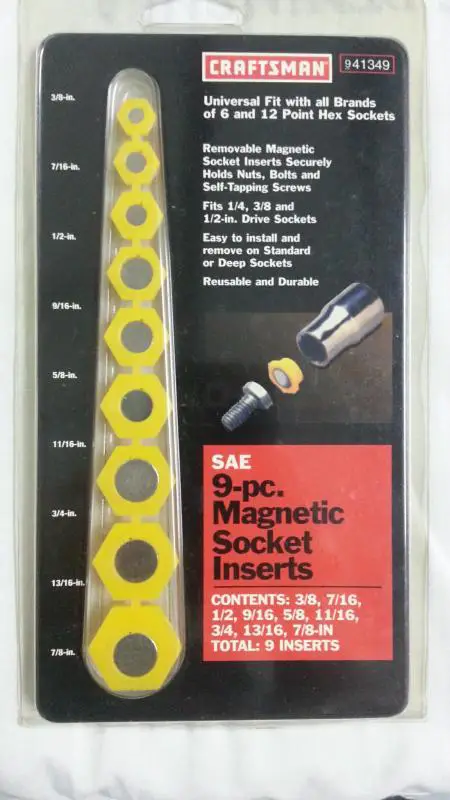 CRAFTSMAN
941349
Universal Fit with all Brands
of 6 and 12 Point Hex Sockets
Removable Magnetic
Socket Inserts Securely
Holds Nuts, Bolts and
Self-Tapping Screws
Fits 1/4, 3/8 and
1/2-in. Drive Sockets
Easy to install and
remove on Standard
or Deep Sockets
Reusable and Durable
3/8-in.
7/16-in.
1/2-in.
9/16-in.
5/8-in.
11/16-in.
3/4-in.
13/16-in.
7/8-in.
SAE
9-pc.
Magnetic
Socket
Inserts
CONTENTS: 3/8, 7/16,
1/2, 9/16, 5/8, 11/16,
3/4, 13/16, 7/8-IN
TOTAL: 9 INSERTS